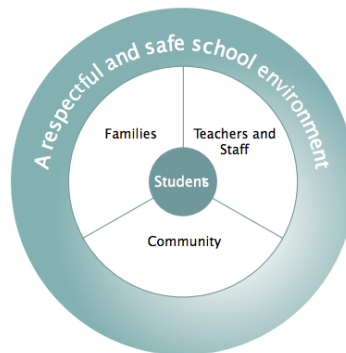 A respectful and safe school environment
Families
Teachers and
Staff
Students
Community